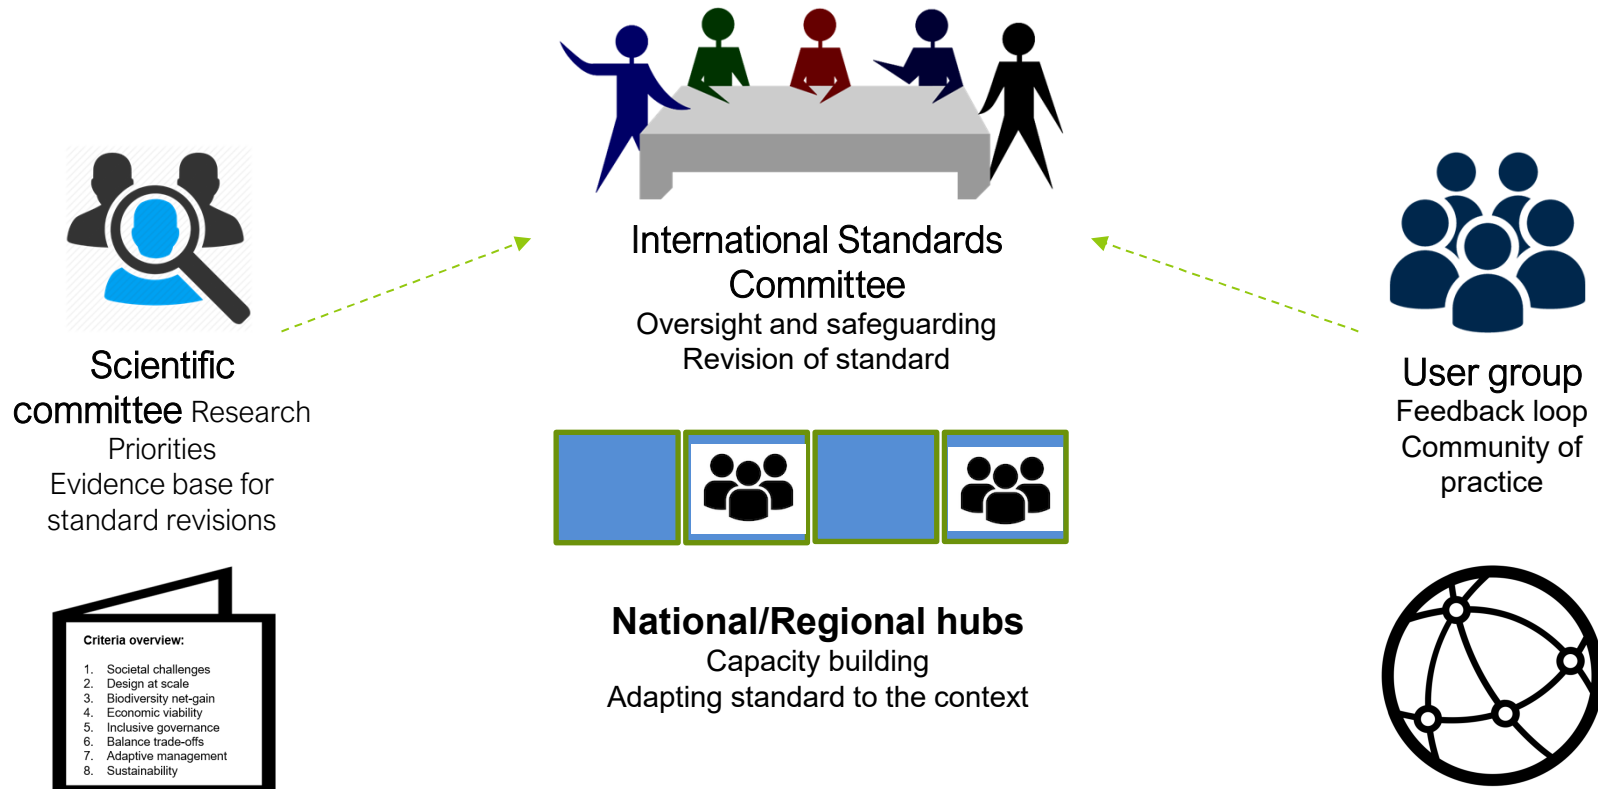 International Standards
Committee
Oversight and safeguarding
Revision of standard
Scientific
committee Research
Priorities
Evidence base for
standard revisions
User group
Feedback loop
Community of
practice
National/Regional hubs
Capacity building
Adapting standard to the context
Criteria overview:
1. Societal challenges
2. Design at scale
3. Biodiversity net-gain
4. Economic viability
5. Inclusive governance
6. Balance trade-offs
7. Adaptive management
8. Sustainability